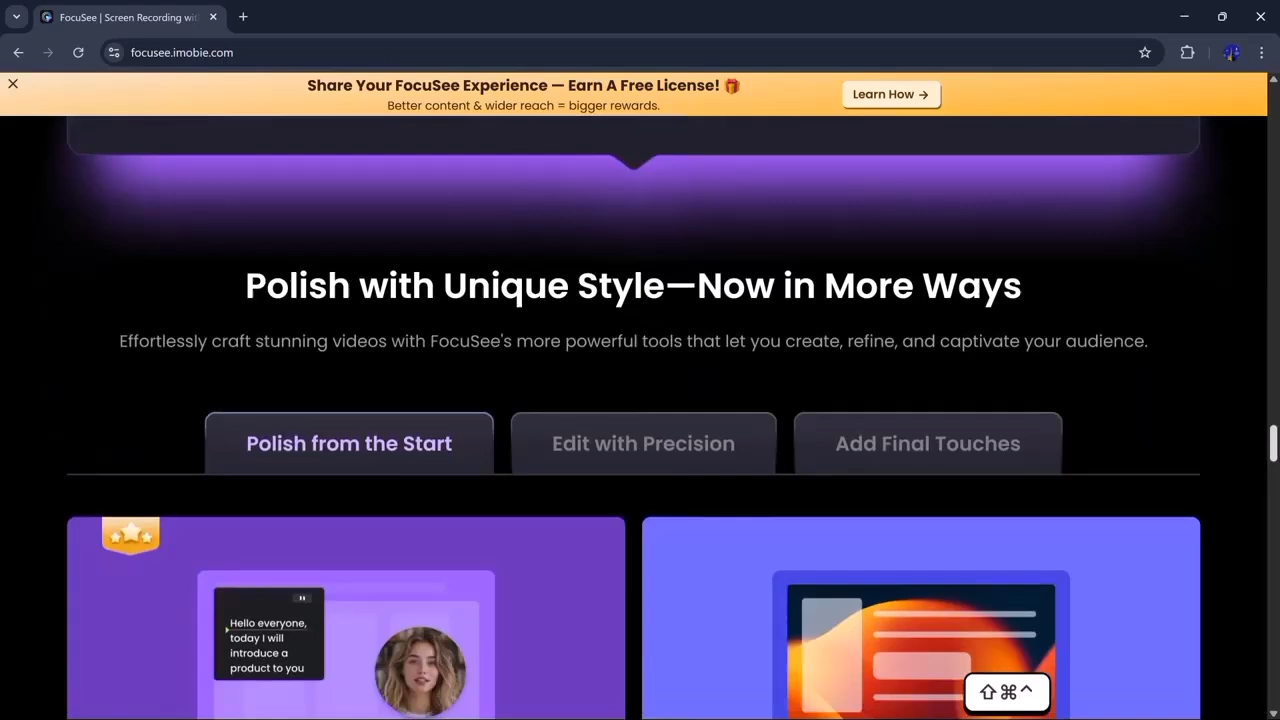 FocuSee | Screen Recording wit
focusee.imobie.com
Share Your FocuSee Experience — Earn A Free License! 🎁
Better content & wider reach = bigger rewards.
Learn How →
Polish with Unique Style—Now in More Ways
Effortlessly craft stunning videos with FocuSee's more powerful tools that let you create, refine, and captivate your audience.
Polish from the Start
Edit with Precision
Add Final Touches
Hello everyone,
today I will
introduce a
product to you
⇧⌘^